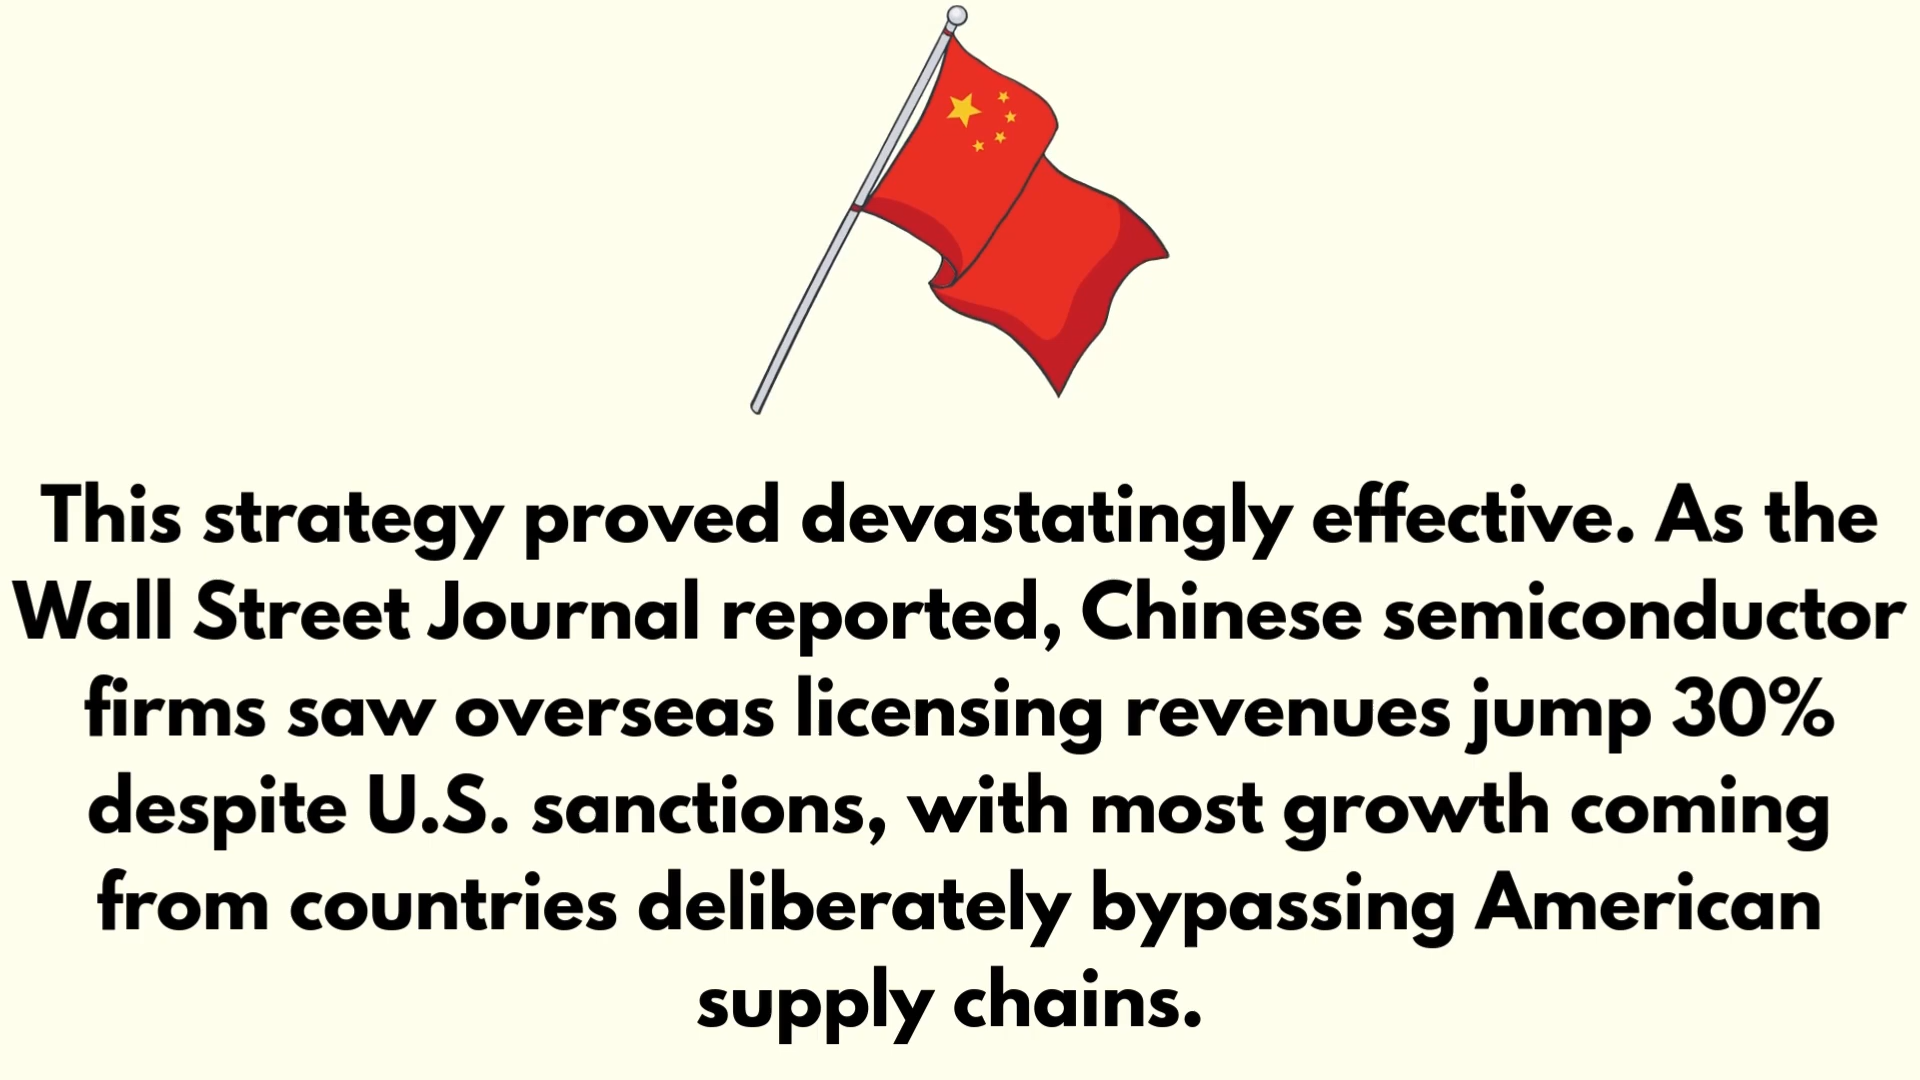 This strategy proved devastatingly effective. As the
Wall Street Journal reported, Chinese semiconductor
firms saw overseas licensing revenues jump 30%
despite U.S. sanctions, with most growth coming
from countries deliberately bypassing American
supply chains.